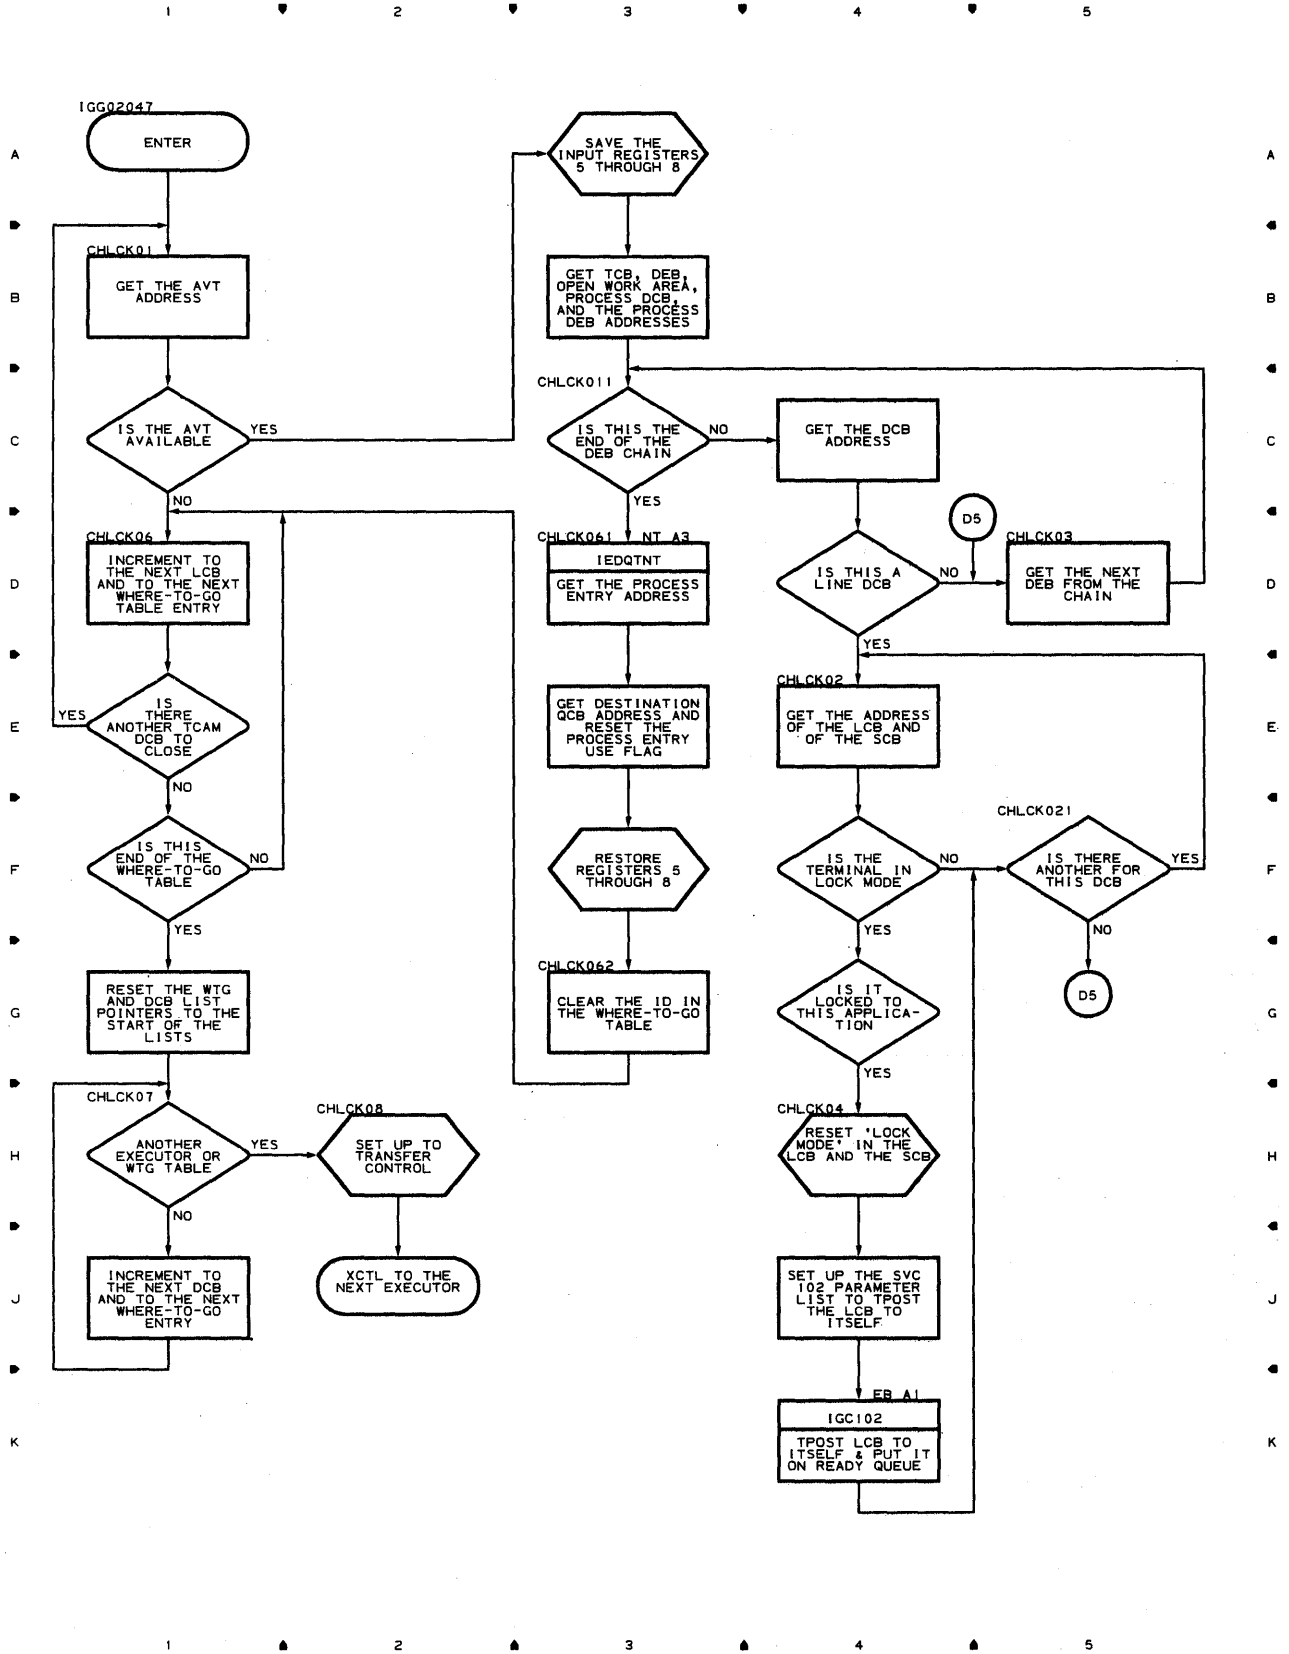 1 2 3 4 5
IGG02047
ENTER
A
SAVE THE
INPUT REGISTERS
5 THROUGH 8
A
CHLCK01
GET THE AVT
ADDRESS
B
GET TCB, DEB,
OPEN WORK AREA,
PROCESS DCB,
AND THE PROCESS
DEB ADDRESSES
B
IS THE AVT
AVAILABLE
YES
NO
C
CHLCK011
IS THIS THE
END OF THE
DEB CHAIN
NO
YES
GET THE DCB
ADDRESS
C
CHLCK06
INCREMENT TO
THE NEXT LCB
AND TO THE NEXT
WHERE-TO-GO
TABLE ENTRY
D
CHLCK061 NT A3
IEDQTNT
GET THE PROCESS
ENTRY ADDRESS
IS THIS A
LINE DCB
NO
YES
D5
CHLCK03
GET THE NEXT
DEB FROM THE
CHAIN
D
IS
THERE
ANOTHER TCAM
DCB TO
CLOSE
YES
NO
E
GET DESTINATION
QCB ADDRESS AND
RESET THE
PROCESS ENTRY
USE FLAG
CHLCK02
GET THE ADDRESS
OF THE LCB AND
OF THE SCB
E
IS THIS
END OF THE
WHERE-TO-GO
TABLE
NO
YES
F
RESTORE
REGISTERS 5
THROUGH 8
IS THE
TERMINAL IN
LOCK MODE
NO
YES
CHLCK021
IS THERE
ANOTHER FOR
THIS DCB
YES
NO
F
RESET THE WTG
AND DCB LIST
POINTERS TO THE
START OF THE
LISTS
G
CHLCK062
CLEAR THE ID IN
THE WHERE-TO-GO
TABLE
IS IT
LOCKED TO
THIS APPLICA-
TION
YES
D5
G
CHLCK07
ANOTHER
EXECUTOR OR
WTG TABLE
YES
NO
H
CHLCK08
SET UP TO
TRANSFER
CONTROL
CHLCK04
RESET 'LOCK
MODE' IN THE
LCB AND THE SCB
H
INCREMENT TO
THE NEXT DCB
AND TO THE NEXT
WHERE-TO-GO
ENTRY
J
XCTL TO THE
NEXT EXECUTOR
SET UP THE SVC
102 PARAMETER
LIST TO TPOST
THE LCB TO
ITSELF
J
K
EB A1
IGC102
TPOST LCB TO
ITSELF & PUT IT
ON READY QUEUE
K
1 2 3 4 5